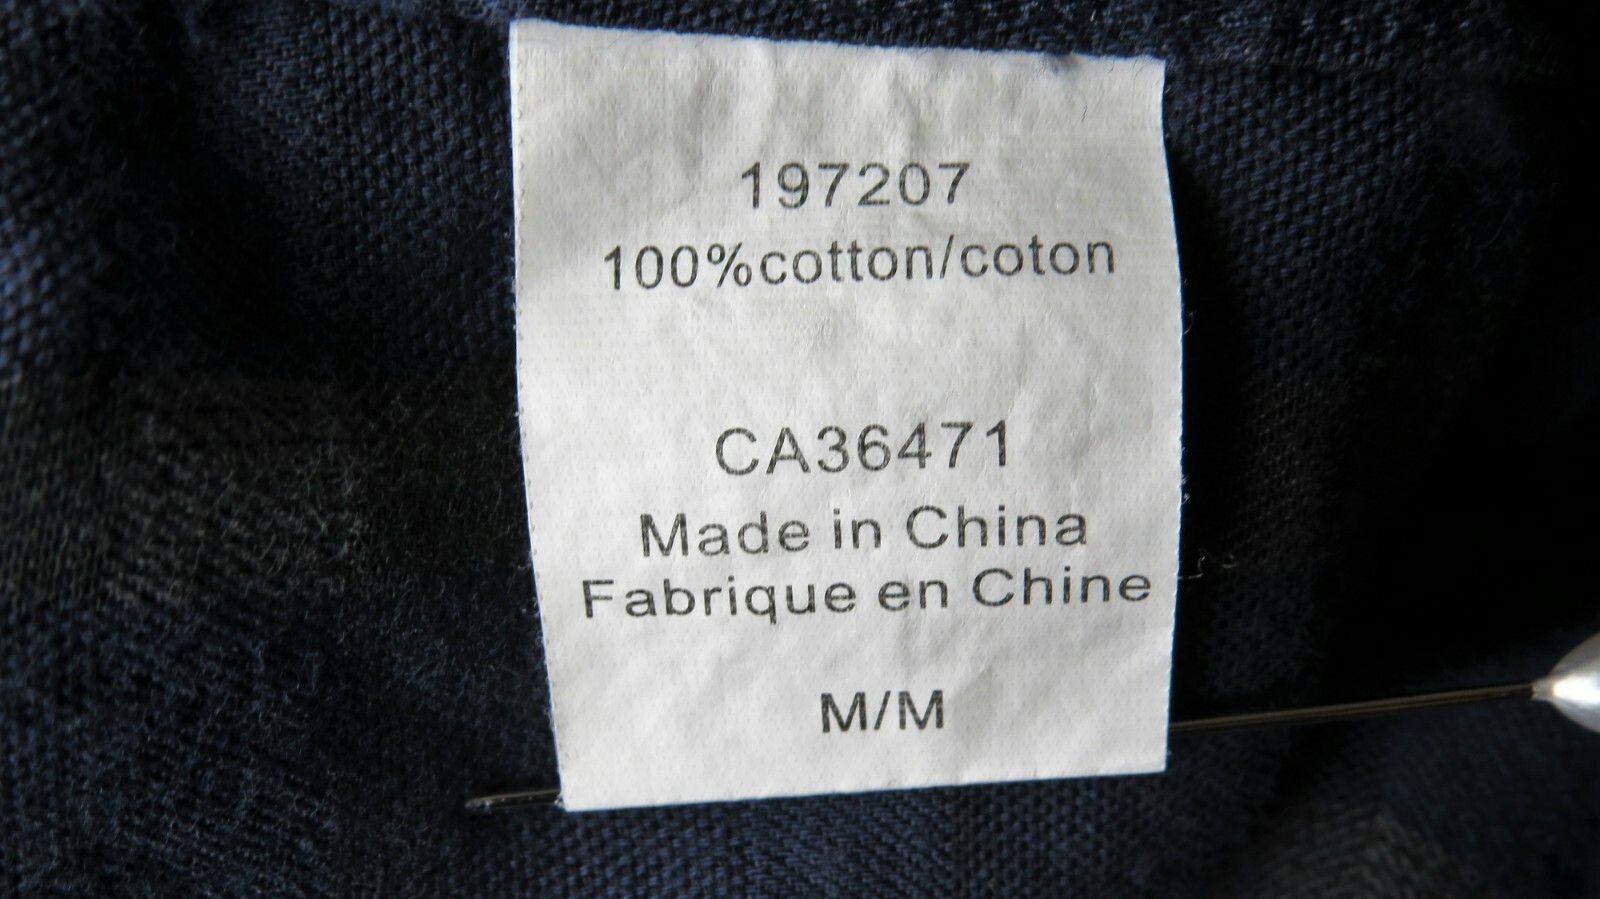 197207
100%cotton/coton
CA36471
Made in China
Fabrique en Chine
M/M